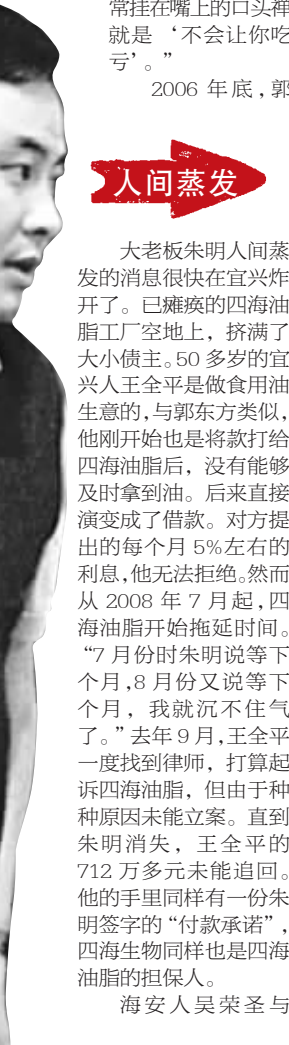 常挂在嘴上的口头禅
就是‘不会让你吃
亏’。”
2006 年底，郭
人间蒸发
大老板朱明人间蒸
发的消息很快在宜兴炸
开了。已瘫痪的四海油
脂工厂空地上，挤满了
大小债主。50 多岁的宜
兴人王全平是做食用油
生意的，与郭东方类似，
他刚开始也是将款打给
四海油脂后，没有能够
及时拿到油。后来直接
演变成了借款。对方提
出的每个月 5%左右的
利息，他无法拒绝。然而
从 2008 年 7 月起，四
海油脂开始拖延时间。
“7 月份时朱明说等下
个月，8 月份又说等下
个月，我就沉不住气
了。”去年 9 月，王全平
一度找到律师，打算起
诉四海油脂，但由于种
种原因未能立案。直到
朱明消失，王全平的
712 万多元未能追回。
他的手里同样有一份朱
明签字的“付款承诺”，
四海生物同样也是四海
油脂的担保人。
海安人吴荣圣与